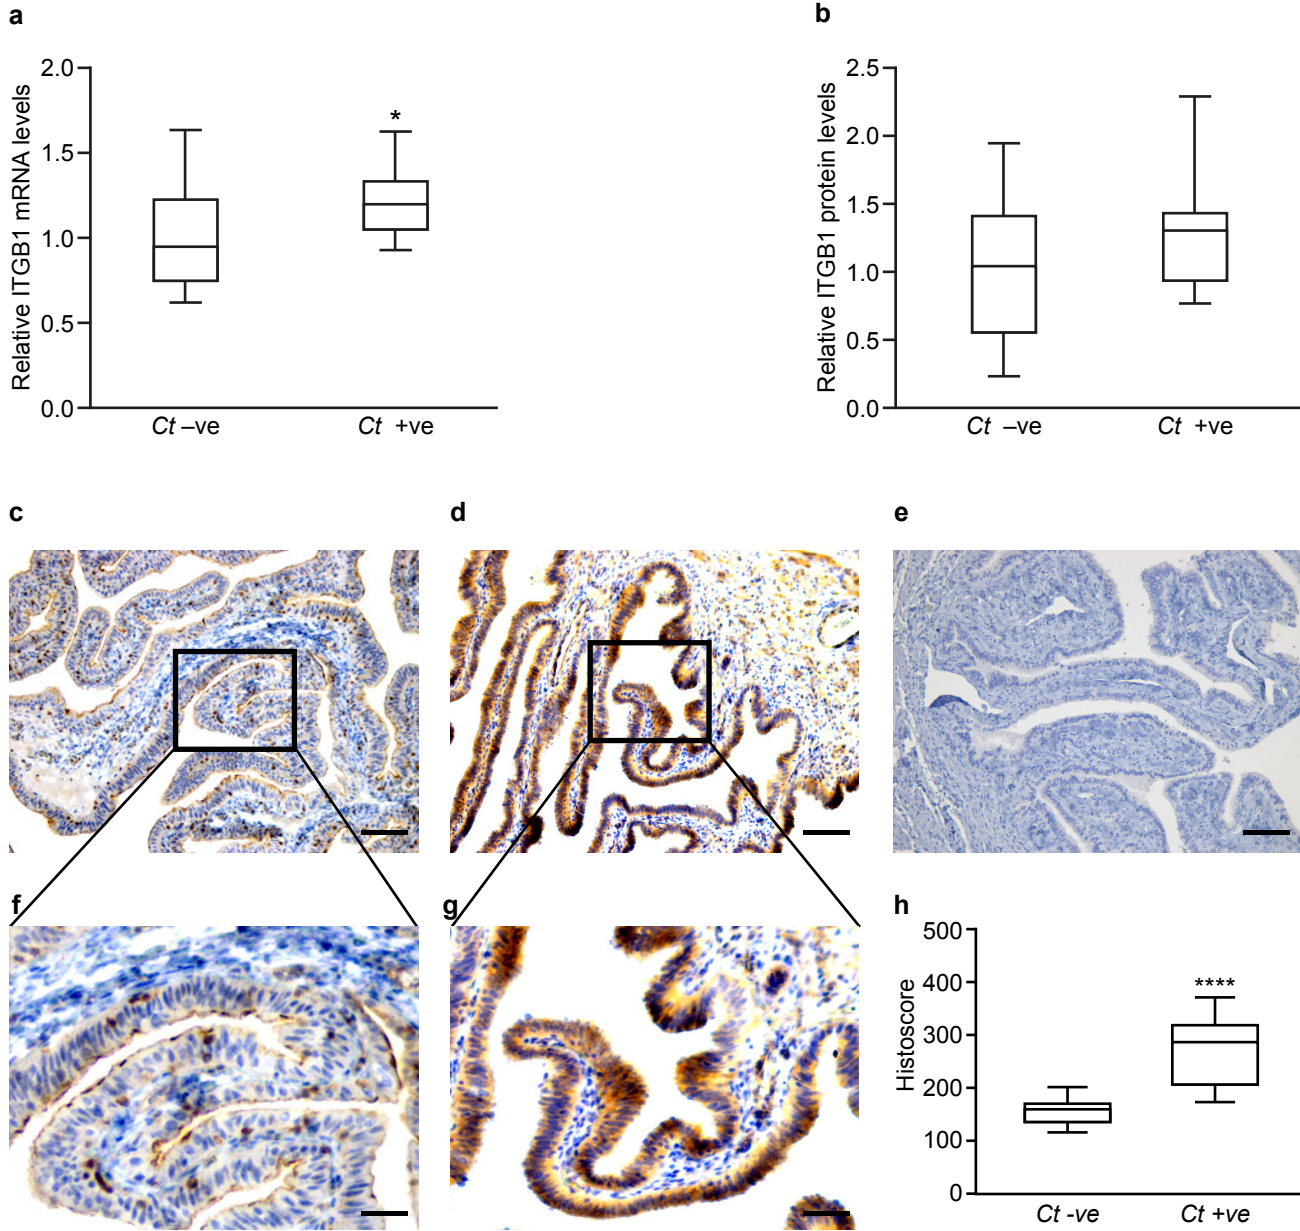 a
b
Relative ITGB1 mRNA levels
2.0
1.5
1.0
0.5
0.0
*
Ct –ve
Ct +ve
Relative ITGB1 protein levels
2.5
2.0
1.5
1.0
0.5
0.0
Ct –ve
Ct +ve
c
d
e
f
g
h
Histoscore
500
400
300
200
100
0
****
Ct -ve
Ct +ve